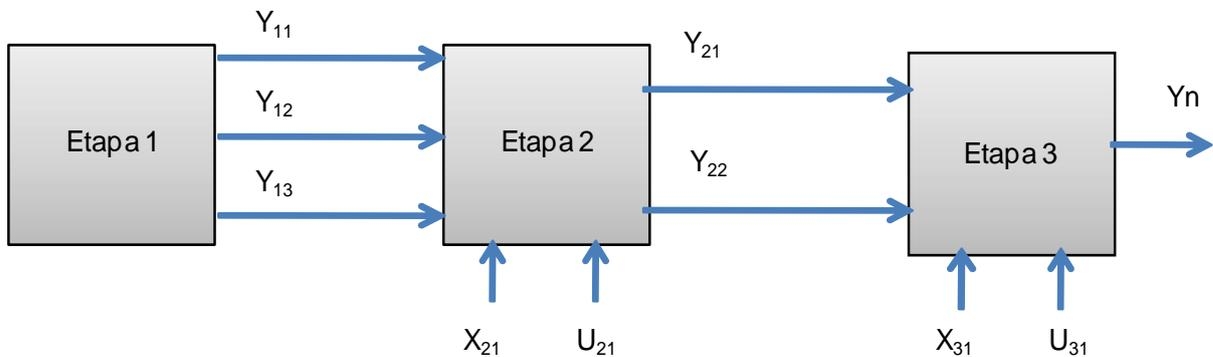 Y11
Y12
Y13
Etapa 1
Etapa 2
Y21
Y22
Etapa 3
Yn
X21
U21
X31
U31